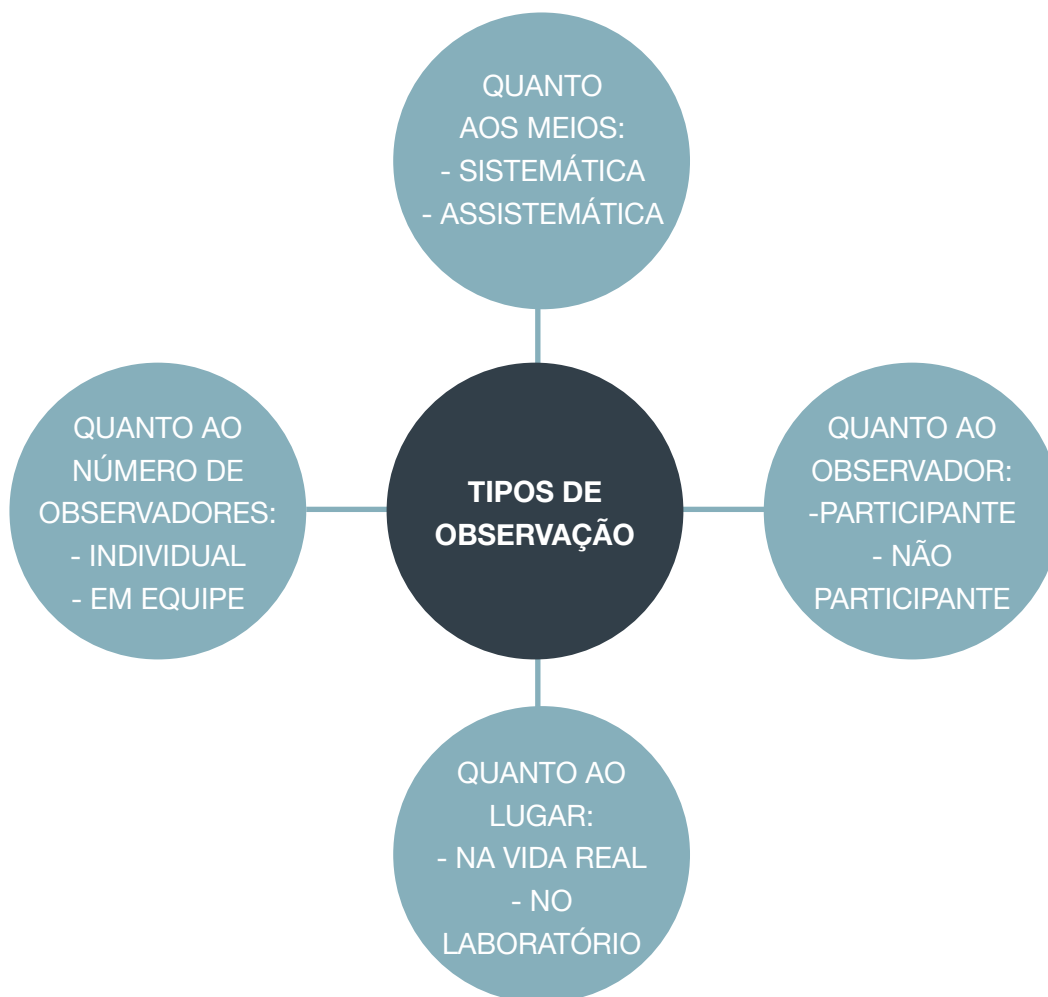 QUANTO
AOS MEIOS:
- SISTEMÁTICA
- ASSISTEMÁTICA
QUANTO AO
NÚMERO DE
OBSERVADORES:
- INDIVIDUAL
- EM EQUIPE
TIPOS DE
OBSERVAÇÃO
QUANTO AO
OBSERVADOR:
-PARTICIPANTE
- NÃO
PARTICIPANTE
QUANTO AO
LUGAR:
- NA VIDA REAL
- NO
LABORATÓRIO